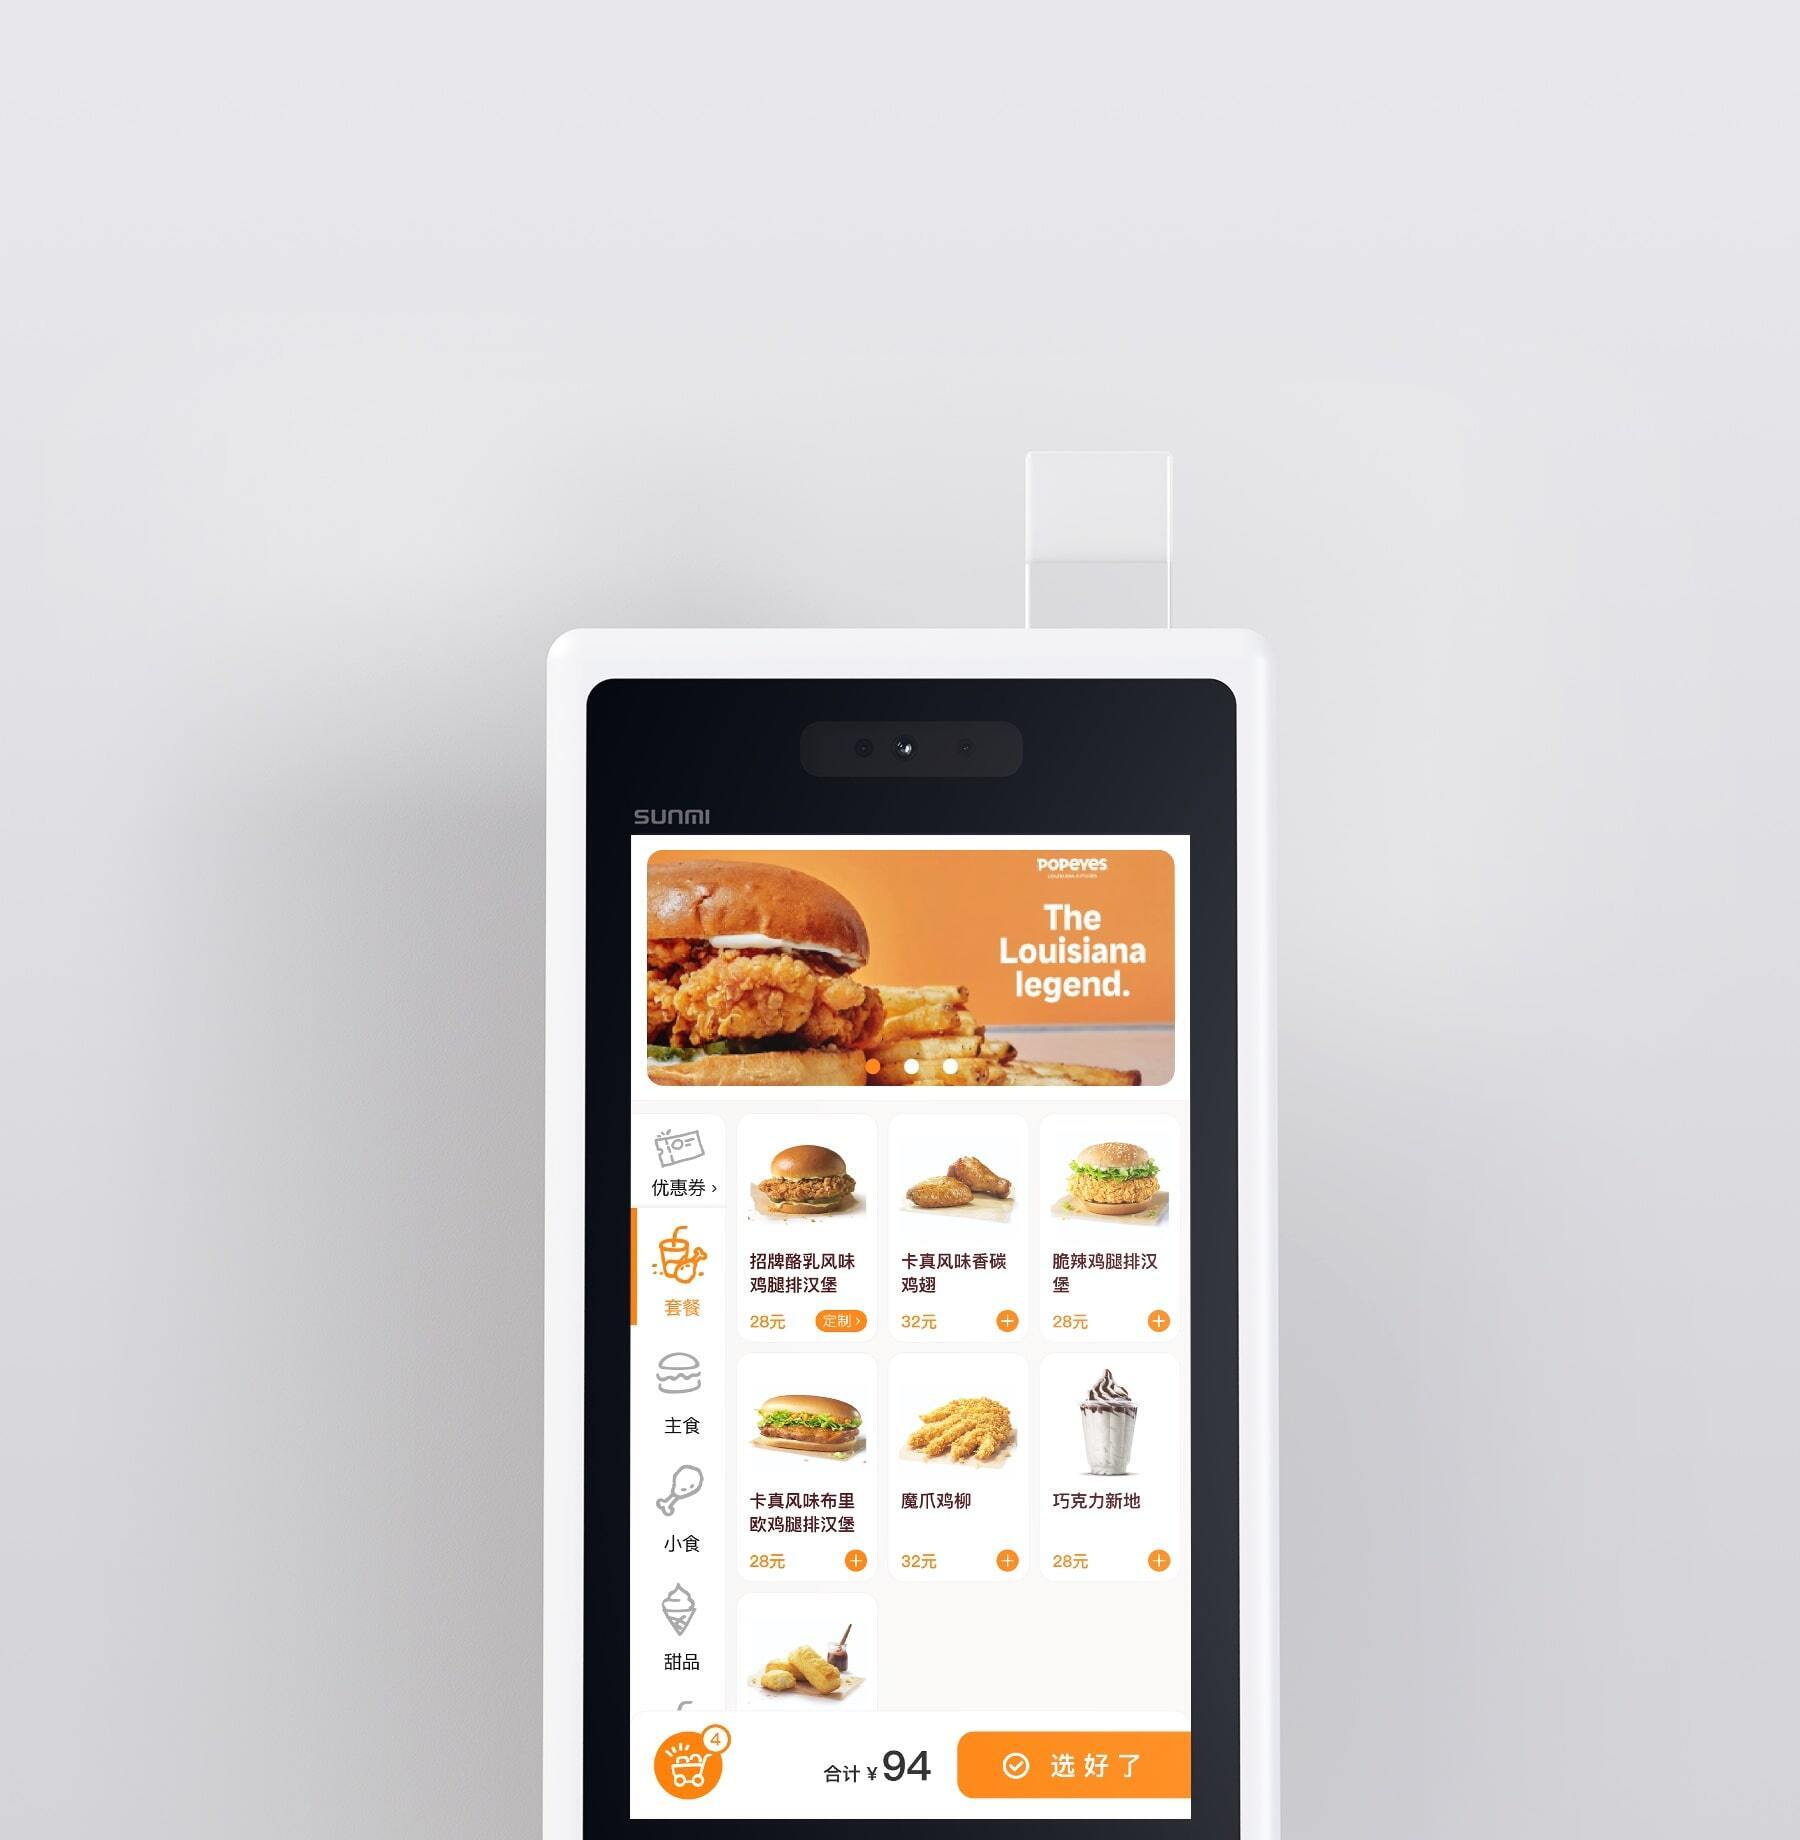 SUNMI
POPEYES
LOUISIANA KITCHEN
The
Louisiana
legend.
优惠券 ›
套餐
主食
小食
甜品
招牌酪乳风味
鸡腿排汉堡
28元
定制 ›
卡真风味香碳
鸡翅
32元
脆辣鸡腿排汉
堡
28元
卡真风味布里
欧鸡腿排汉堡
28元
魔爪鸡柳
32元
巧克力新地
28元
4
合计 ¥ 94
选好了